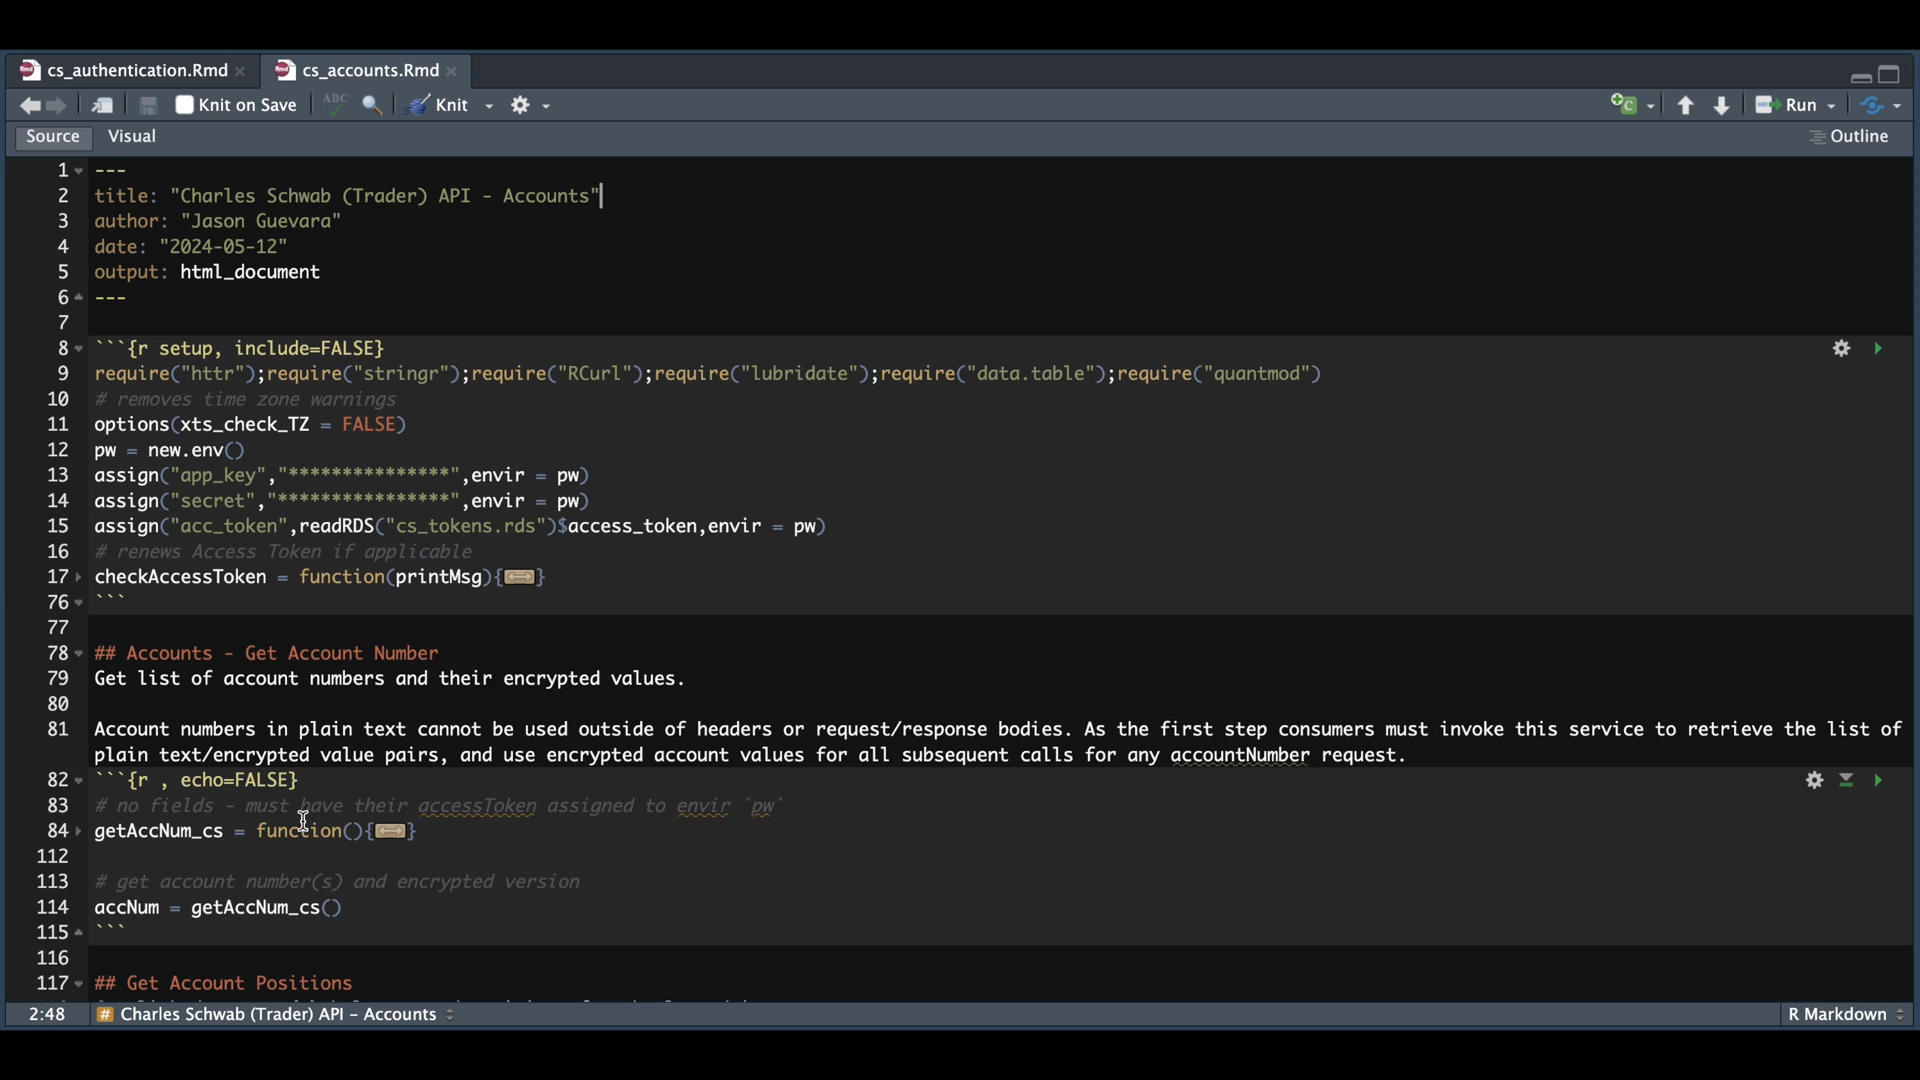 cs_authentication.Rmd
cs_accounts.Rmd
Knit on Save
ABC
Knit
Run
Source
Visual
Outline
1 ---
2 title: "Charles Schwab (Trader) API - Accounts"
3 author: "Jason Guevara"
4 date: "2024-05-12"
5 output: html_document
6 ---
7
8 ```{r setup, include=FALSE}
9 require("httr");require("stringr");require("RCurl");require("lubridate");require("data.table");require("quantmod")
10 # removes time zone warnings
11 options(xts_check_TZ = FALSE)
12 pw = new.env()
13 assign("app_key","***************",envir = pw)
14 assign("secret","****************",envir = pw)
15 assign("acc_token",readRDS("cs_tokens.rds")$access_token,envir = pw)
16 # renews Access Token if applicable
17 checkAccessToken = function(printMsg){}
76 ```
77
78 ## Accounts - Get Account Number
79 Get list of account numbers and their encrypted values.
80
81 Account numbers in plain text cannot be used outside of headers or request/response bodies. As the first step consumers must invoke this service to retrieve the list of
plain text/encrypted value pairs, and use encrypted account values for all subsequent calls for any accountNumber request.
82 ```{r , echo=FALSE}
83 # no fields - must have their accessToken assigned to envir `pw`
84 getAccNum_cs = function(){}
112
113 # get account number(s) and encrypted version
114 accNum = getAccNum_cs()
115 ```
116
117 ## Get Account Positions
2:48 # Charles Schwab (Trader) API - Accounts
R Markdown